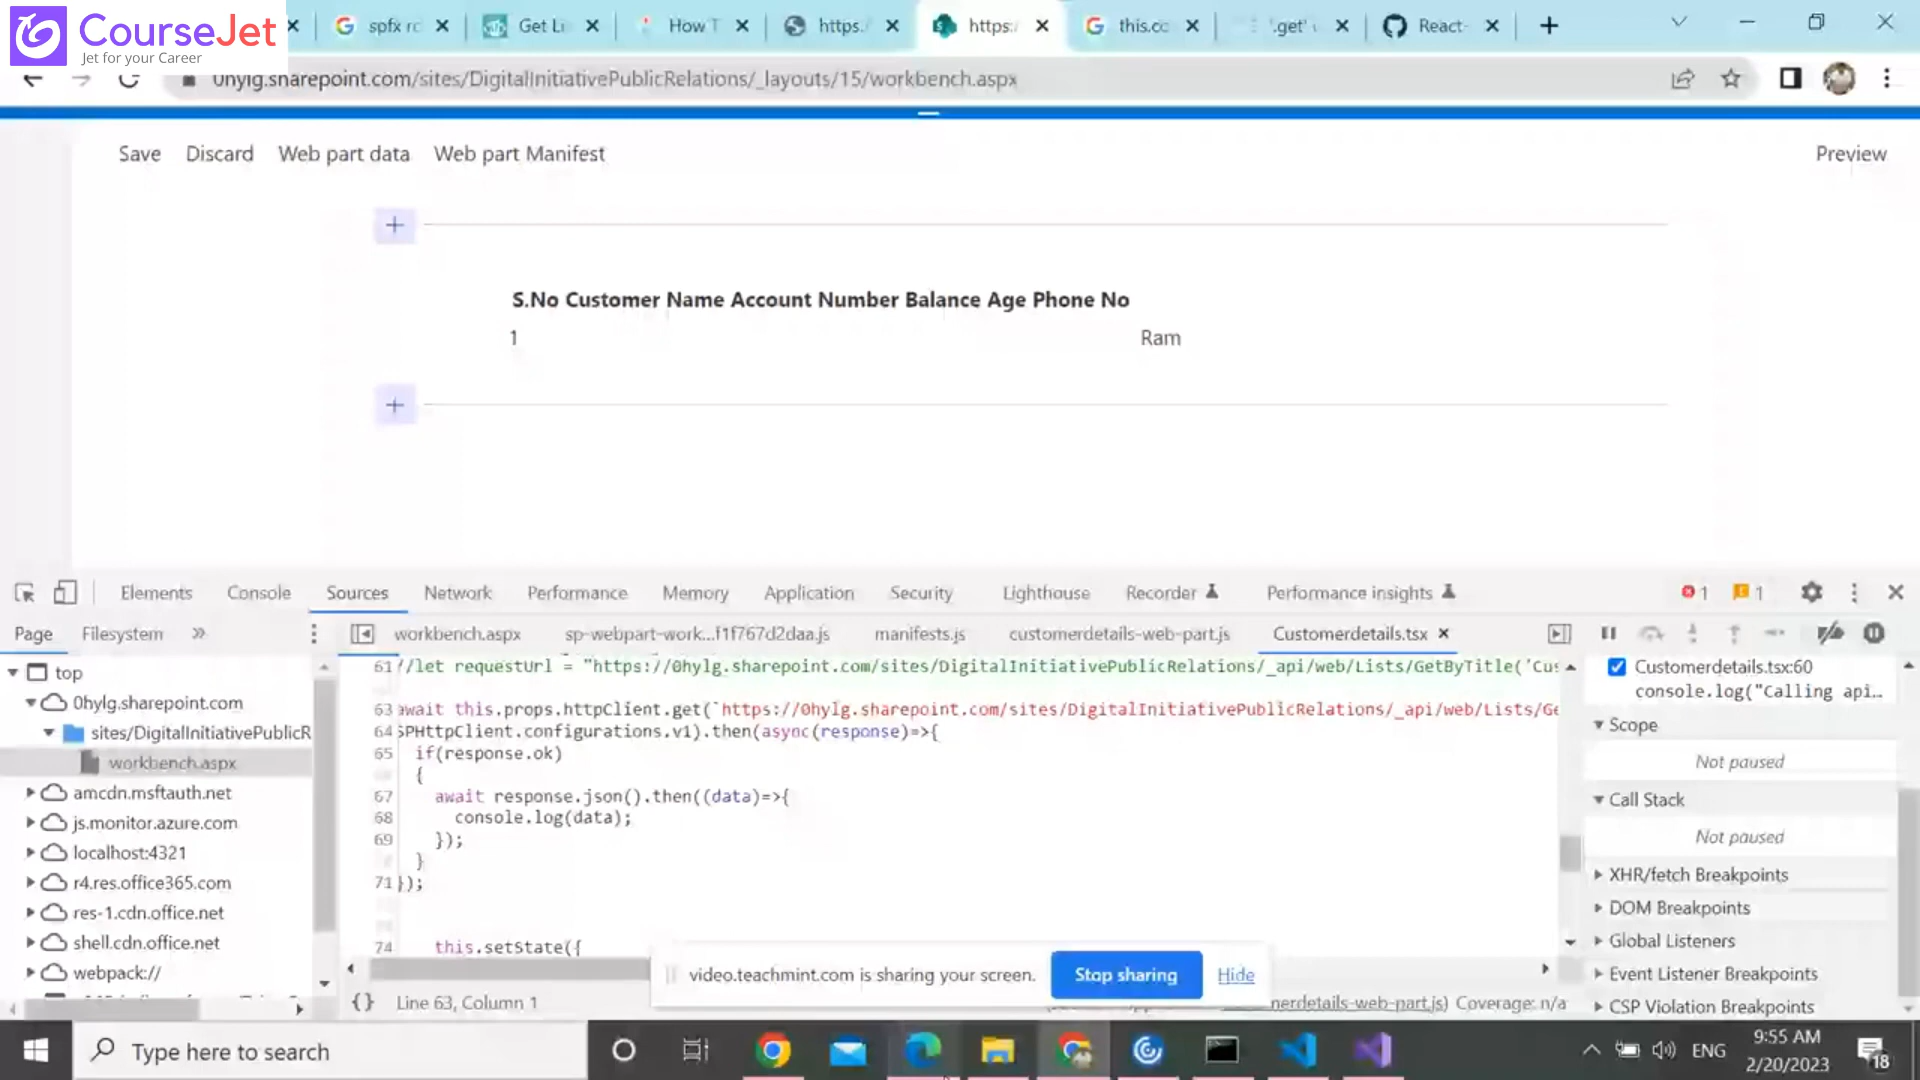 CourseJet
Jet for your Career
spfx rc
Get Li
How T
https:/
https:/
this.co
'.get'
React-
0hylg.sharepoint.com/sites/DigitalInitiativePublicRelations/_layouts/15/workbench.aspx
Save Discard Web part data Web part Manifest Preview
S.No Customer Name Account Number Balance Age Phone No
1 Ram
Elements Console Sources Network Performance Memory Application Security Lighthouse Recorder Performance insights 1 1
Page Filesystem » workbench.aspx sp-webpart-work...f1f767d2daa.js manifests.js customerdetails-web-part.js Customerdetails.tsx
top
0hylg.sharepoint.com
sites/DigitalInitiativePublicR
workbench.aspx
amcdn.msftauth.net
js.monitor.azure.com
localhost:4321
r4.res.office365.com
res-1.cdn.office.net
shell.cdn.office.net
webpack://
61 //let requestUrl = "https://0hylg.sharepoint.com/sites/DigitalInitiativePublicRelations/_api/web/Lists/GetByTitle('Cus
63 await this.props.httpClient.get(`https://0hylg.sharepoint.com/sites/DigitalInitiativePublicRelations/_api/web/Lists/Ge
64 SPHttpClient.configurations.v1).then(async(response)=>{
65 if(response.ok)
{
67 await response.json().then((data)=>{
68 console.log(data);
69 });
}
71 });
74 this.setState({
{ } Line 63, Column 1
nerdetails-web-part.js) Coverage: n/a
Customerdetails.tsx:60
console.log("Calling api…
Scope
Not paused
Call Stack
Not paused
XHR/fetch Breakpoints
DOM Breakpoints
Global Listeners
Event Listener Breakpoints
CSP Violation Breakpoints
video.teachmint.com is sharing your screen. Stop sharing Hide
Type here to search
ENG
9:55 AM
2/20/2023
18